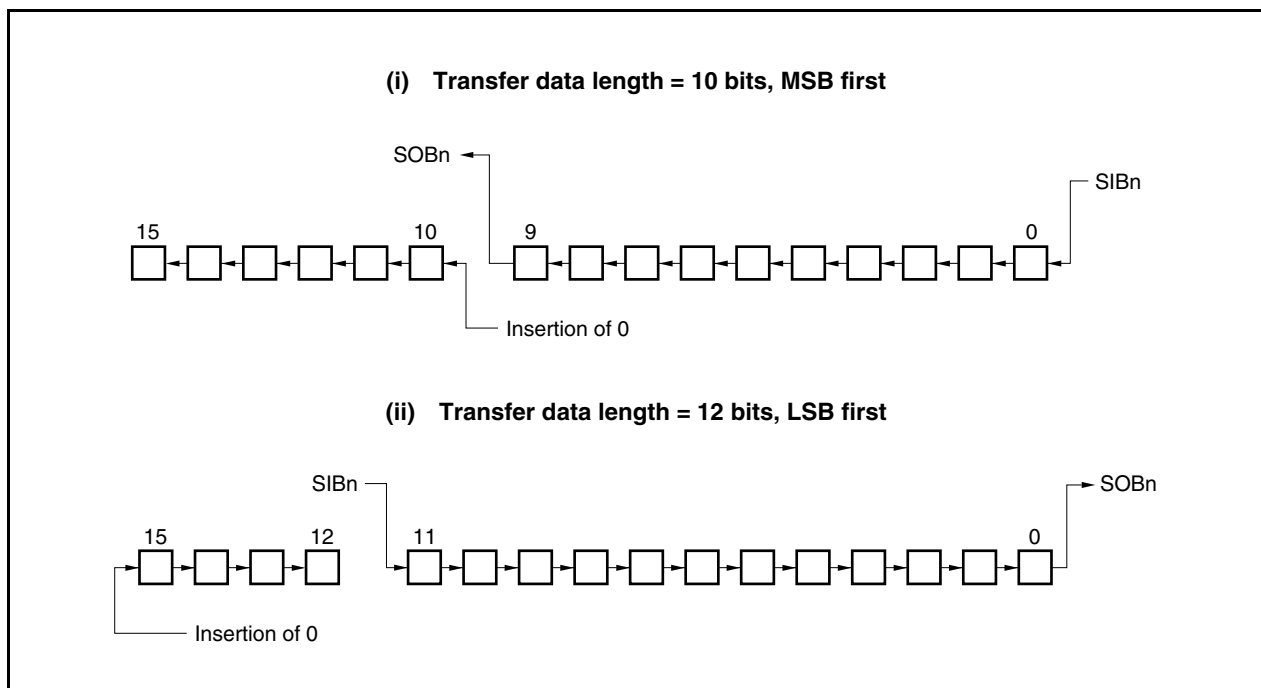 (i) Transfer data length = 10 bits, MSB first
SOBn
SIBn
15
10
9
0
Insertion of 0
(ii) Transfer data length = 12 bits, LSB first
SIBn
SOBn
15
12
11
0
Insertion of 0